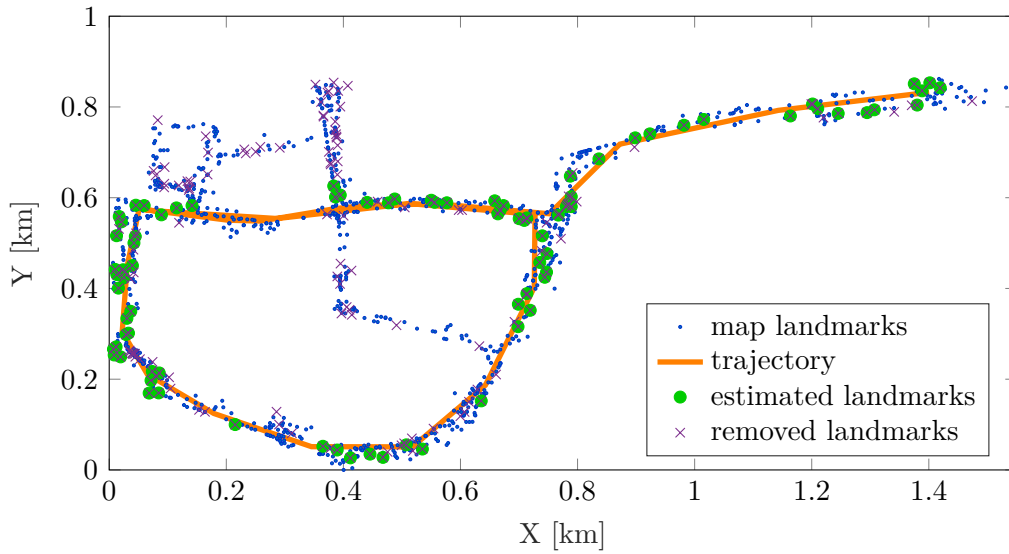 1
0.8
0.6
0.4
0.2
0
Y [km]
0 0.2 0.4 0.6 0.8 1 1.2 1.4
X [km]
map landmarks
trajectory
estimated landmarks
removed landmarks